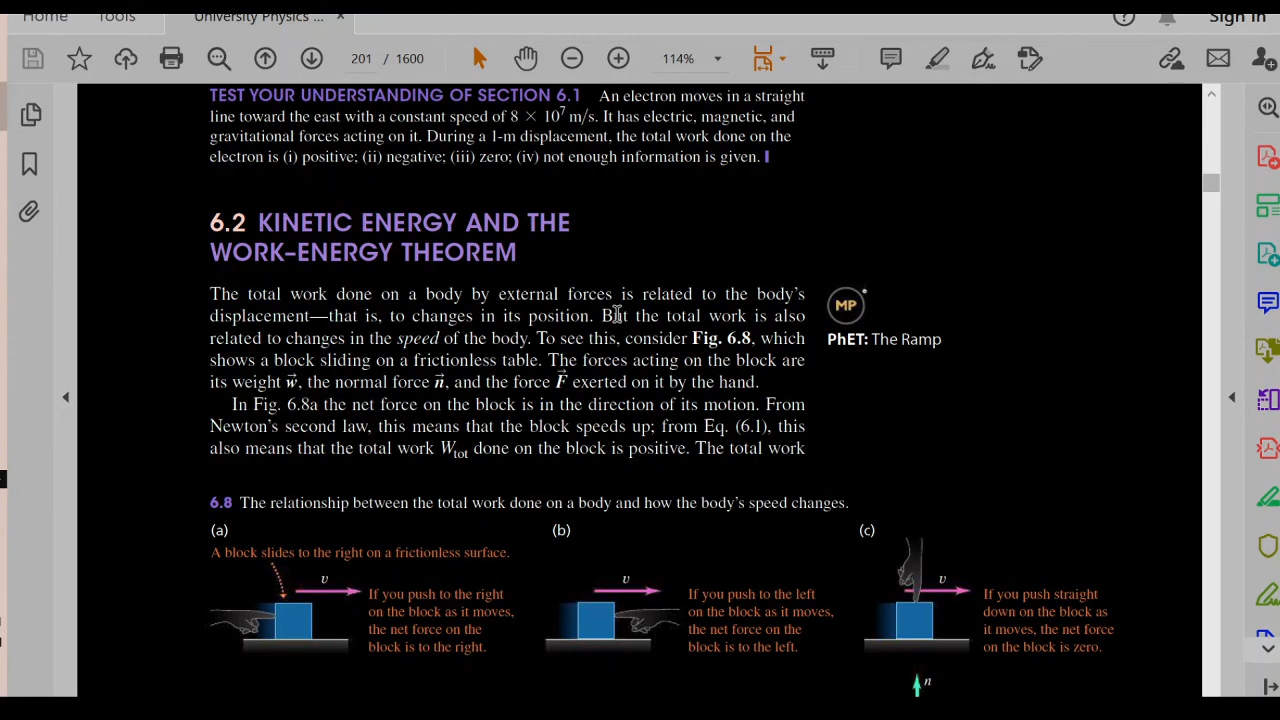 Home Tools University Physics ... × Sign In
201 / 1600 114%
TEST YOUR UNDERSTANDING OF SECTION 6.1 An electron moves in a straight
line toward the east with a constant speed of 8 × 10⁷ m/s. It has electric, magnetic, and
gravitational forces acting on it. During a 1-m displacement, the total work done on the
electron is (i) positive; (ii) negative; (iii) zero; (iv) not enough information is given.
6.2 KINETIC ENERGY AND THE
WORK–ENERGY THEOREM
The total work done on a body by external forces is related to the body's
displacement—that is, to changes in its position. But the total work is also
related to changes in the speed of the body. To see this, consider Fig. 6.8, which
shows a block sliding on a frictionless table. The forces acting on the block are
its weight w⃗, the normal force n⃗, and the force F⃗ exerted on it by the hand.
In Fig. 6.8a the net force on the block is in the direction of its motion. From
Newton's second law, this means that the block speeds up; from Eq. (6.1), this
also means that the total work Wtot done on the block is positive. The total work
MP
PhET: The Ramp
6.8 The relationship between the total work done on a body and how the body's speed changes.
(a)
A block slides to the right on a frictionless surface.
v
If you push to the right
on the block as it moves,
the net force on the
block is to the right.
(b)
v
If you push to the left
on the block as it moves,
the net force on the
block is to the left.
(c)
v
If you push straight
down on the block as
it moves, the net force
on the block is zero.
n